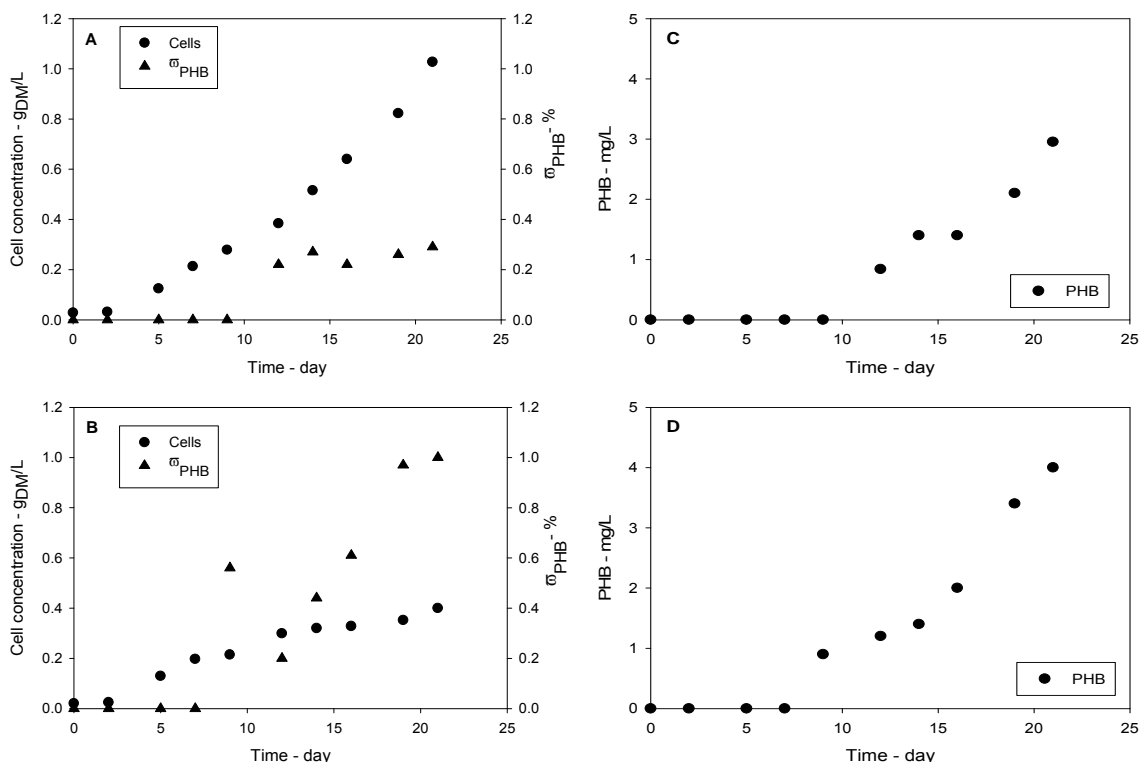 A
Cells
ϖPHB
Cell concentration - gDM/L
1.2
1.0
0.8
0.6
0.4
0.2
0.0
1.2
1.0
0.8
0.6
0.4
0.2
0.0
ϖPHB- %
0 5 10 15 20 25
Time - day
C
PHB - mg/L
5
4
3
2
1
0
PHB
0 5 10 15 20 25
Time - day
B
Cells
ϖPHB
Cell concentration - gDM/L
1.2
1.0
0.8
0.6
0.4
0.2
0.0
1.2
1.0
0.8
0.6
0.4
0.2
0.0
ϖPHB- %
0 5 10 15 20 25
Time - day
D
PHB - mg/L
5
4
3
2
1
0
PHB
0 5 10 15 20 25
Time - day